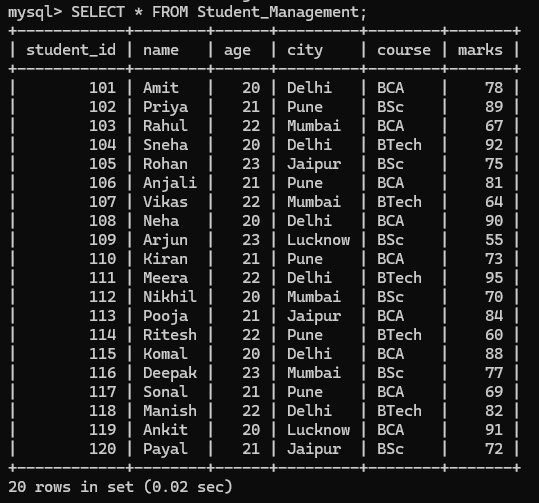 mysql> SELECT * FROM Student_Management;
+------------+--------+------+---------+--------+-------+
| student_id | name   | age  | city    | course | marks |
+------------+--------+------+---------+--------+-------+
|        101 | Amit   |   20 | Delhi   | BCA    |    78 |
|        102 | Priya  |   21 | Pune    | BSc    |    89 |
|        103 | Rahul  |   22 | Mumbai  | BCA    |    67 |
|        104 | Sneha  |   20 | Delhi   | BTech  |    92 |
|        105 | Rohan  |   23 | Jaipur  | BSc    |    75 |
|        106 | Anjali |   21 | Pune    | BCA    |    81 |
|        107 | Vikas  |   22 | Mumbai  | BTech  |    64 |
|        108 | Neha   |   20 | Delhi   | BCA    |    90 |
|        109 | Arjun  |   23 | Lucknow | BSc    |    55 |
|        110 | Kiran  |   21 | Pune    | BCA    |    73 |
|        111 | Meera  |   22 | Delhi   | BTech  |    95 |
|        112 | Nikhil |   20 | Mumbai  | BSc    |    70 |
|        113 | Pooja  |   21 | Jaipur  | BCA    |    84 |
|        114 | Ritesh |   22 | Pune    | BTech  |    60 |
|        115 | Komal  |   20 | Delhi   | BCA    |    88 |
|        116 | Deepak |   23 | Mumbai  | BSc    |    77 |
|        117 | Sonal  |   21 | Pune    | BCA    |    69 |
|        118 | Manish |   22 | Delhi   | BTech  |    82 |
|        119 | Ankit  |   20 | Lucknow | BCA    |    91 |
|        120 | Payal  |   21 | Jaipur  | BSc    |    72 |
+------------+--------+------+---------+--------+-------+
20 rows in set (0.02 sec)